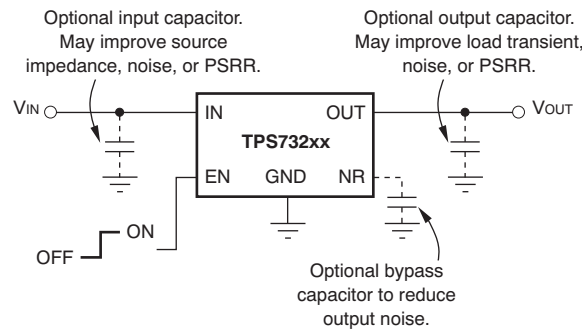 Optional input capacitor.
May improve source
impedance, noise, or PSRR.
Optional output capacitor.
May improve load transient,
noise, or PSRR.
VIN
IN
OUT
VOUT
TPS732xx
EN
GND
NR
ON
OFF
Optional bypass
capacitor to reduce
output noise.